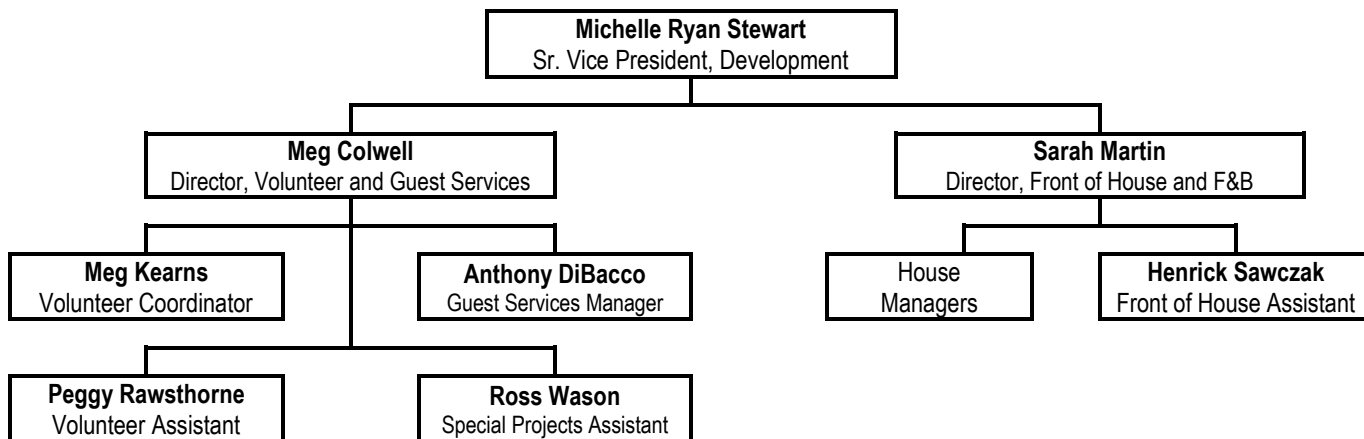 Michelle Ryan Stewart
Sr. Vice President, Development
Meg Colwell
Director, Volunteer and Guest Services
Sarah Martin
Director, Front of House and F&B
Meg Kearns
Volunteer Coordinator
Anthony DiBacco
Guest Services Manager
House
Managers
Henrick Sawczak
Front of House Assistant
Peggy Rawsthorne
Volunteer Assistant
Ross Wason
Special Projects Assistant